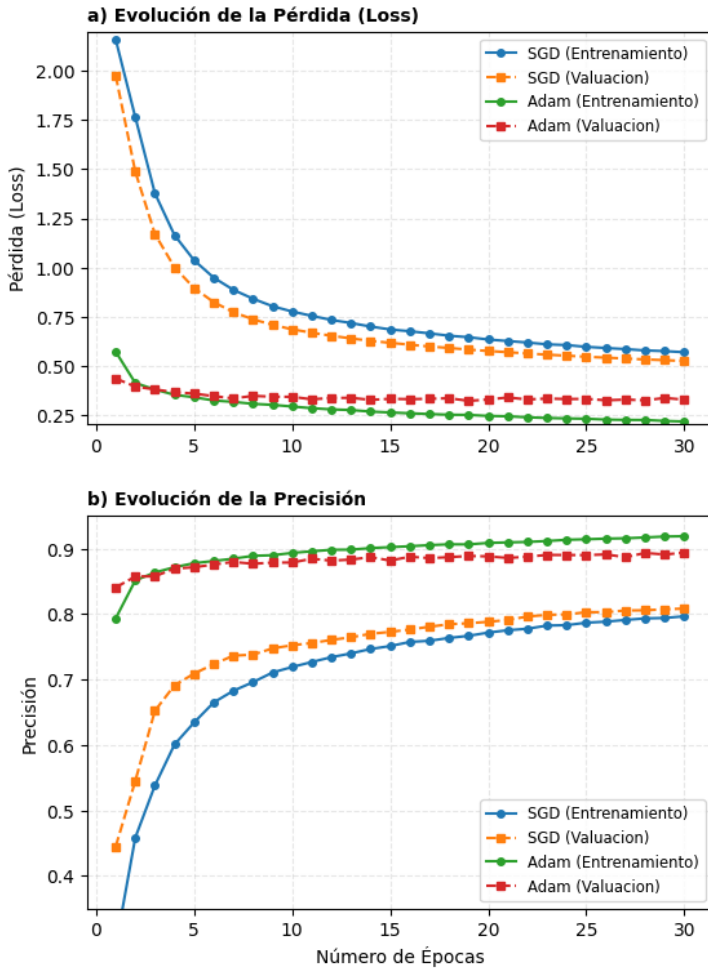 a) Evolución de la Pérdida (Loss)
2.00
1.75
1.50
1.25
1.00
0.75
0.50
0.25
Pérdida (Loss)
SGD (Entrenamiento)
SGD (Valuacion)
Adam (Entrenamiento)
Adam (Valuacion)
0 5 10 15 20 25 30
b) Evolución de la Precisión
0.9
0.8
0.7
0.6
0.5
0.4
Precisión
SGD (Entrenamiento)
SGD (Valuacion)
Adam (Entrenamiento)
Adam (Valuacion)
0 5 10 15 20 25 30
Número de Épocas